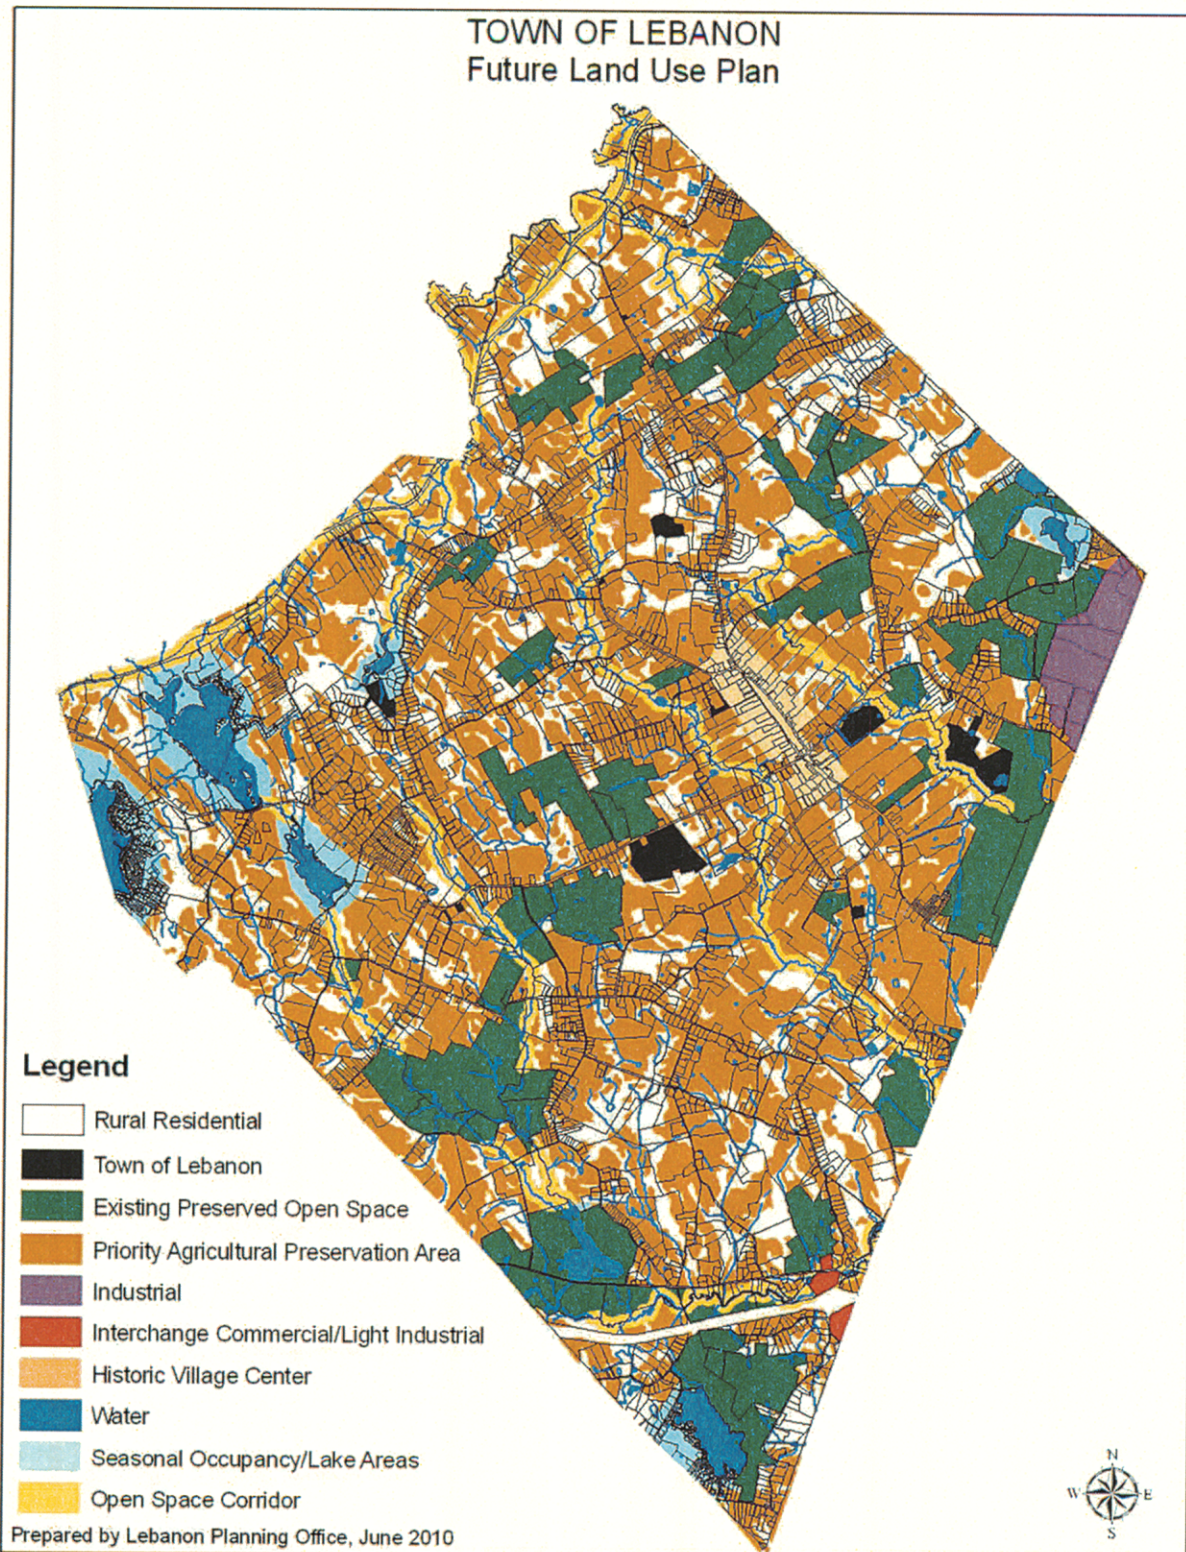 TOWN OF LEBANON
Future Land Use Plan
Legend
Rural Residential
Town of Lebanon
Existing Preserved Open Space
Priority Agricultural Preservation Area
Industrial
Interchange Commercial/Light Industrial
Historic Village Center
Water
Seasonal Occupancy/Lake Areas
Open Space Corridor
Prepared by Lebanon Planning Office, June 2010
N
W E
S